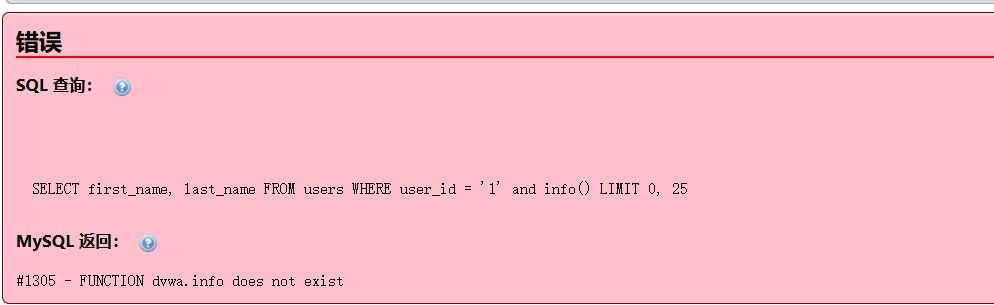 错误
SQL 查询：
SELECT first_name, last_name FROM users WHERE user_id = '1' and info() LIMIT 0, 25
MySQL 返回：
#1305 - FUNCTION dvwa.info does not exist